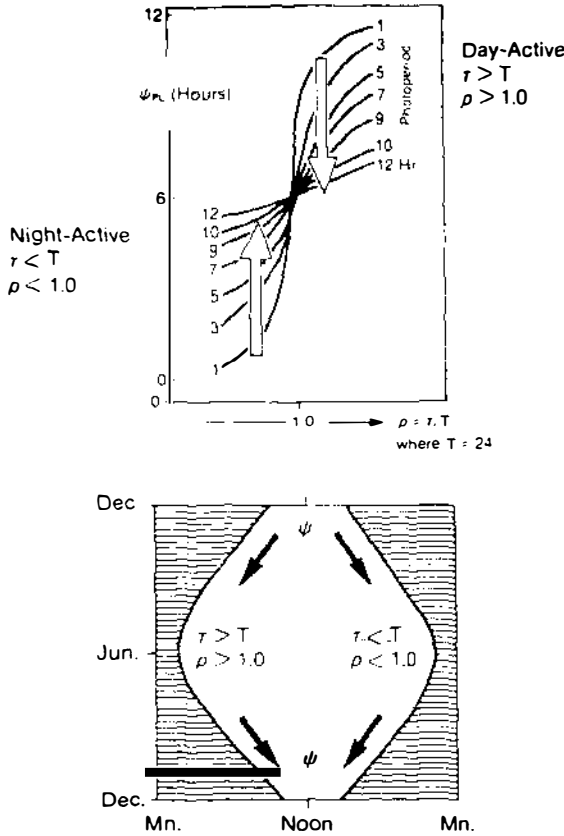 12
ψPL (Hours)
6
0
0
Night-Active
τ < T
ρ < 1.0
12
10
9
7
5
3
1
1
3
5
7
9
10
12 Hr
Photoperiod
Day-Active
τ > T
ρ > 1.0
1.0
ρ = τ/T
where T = 24
Dec
Jun.
Dec.
ψ
τ > T
ρ > 1.0
τ < T
ρ < 1.0
ψ
Mn.
Noon
Mn.